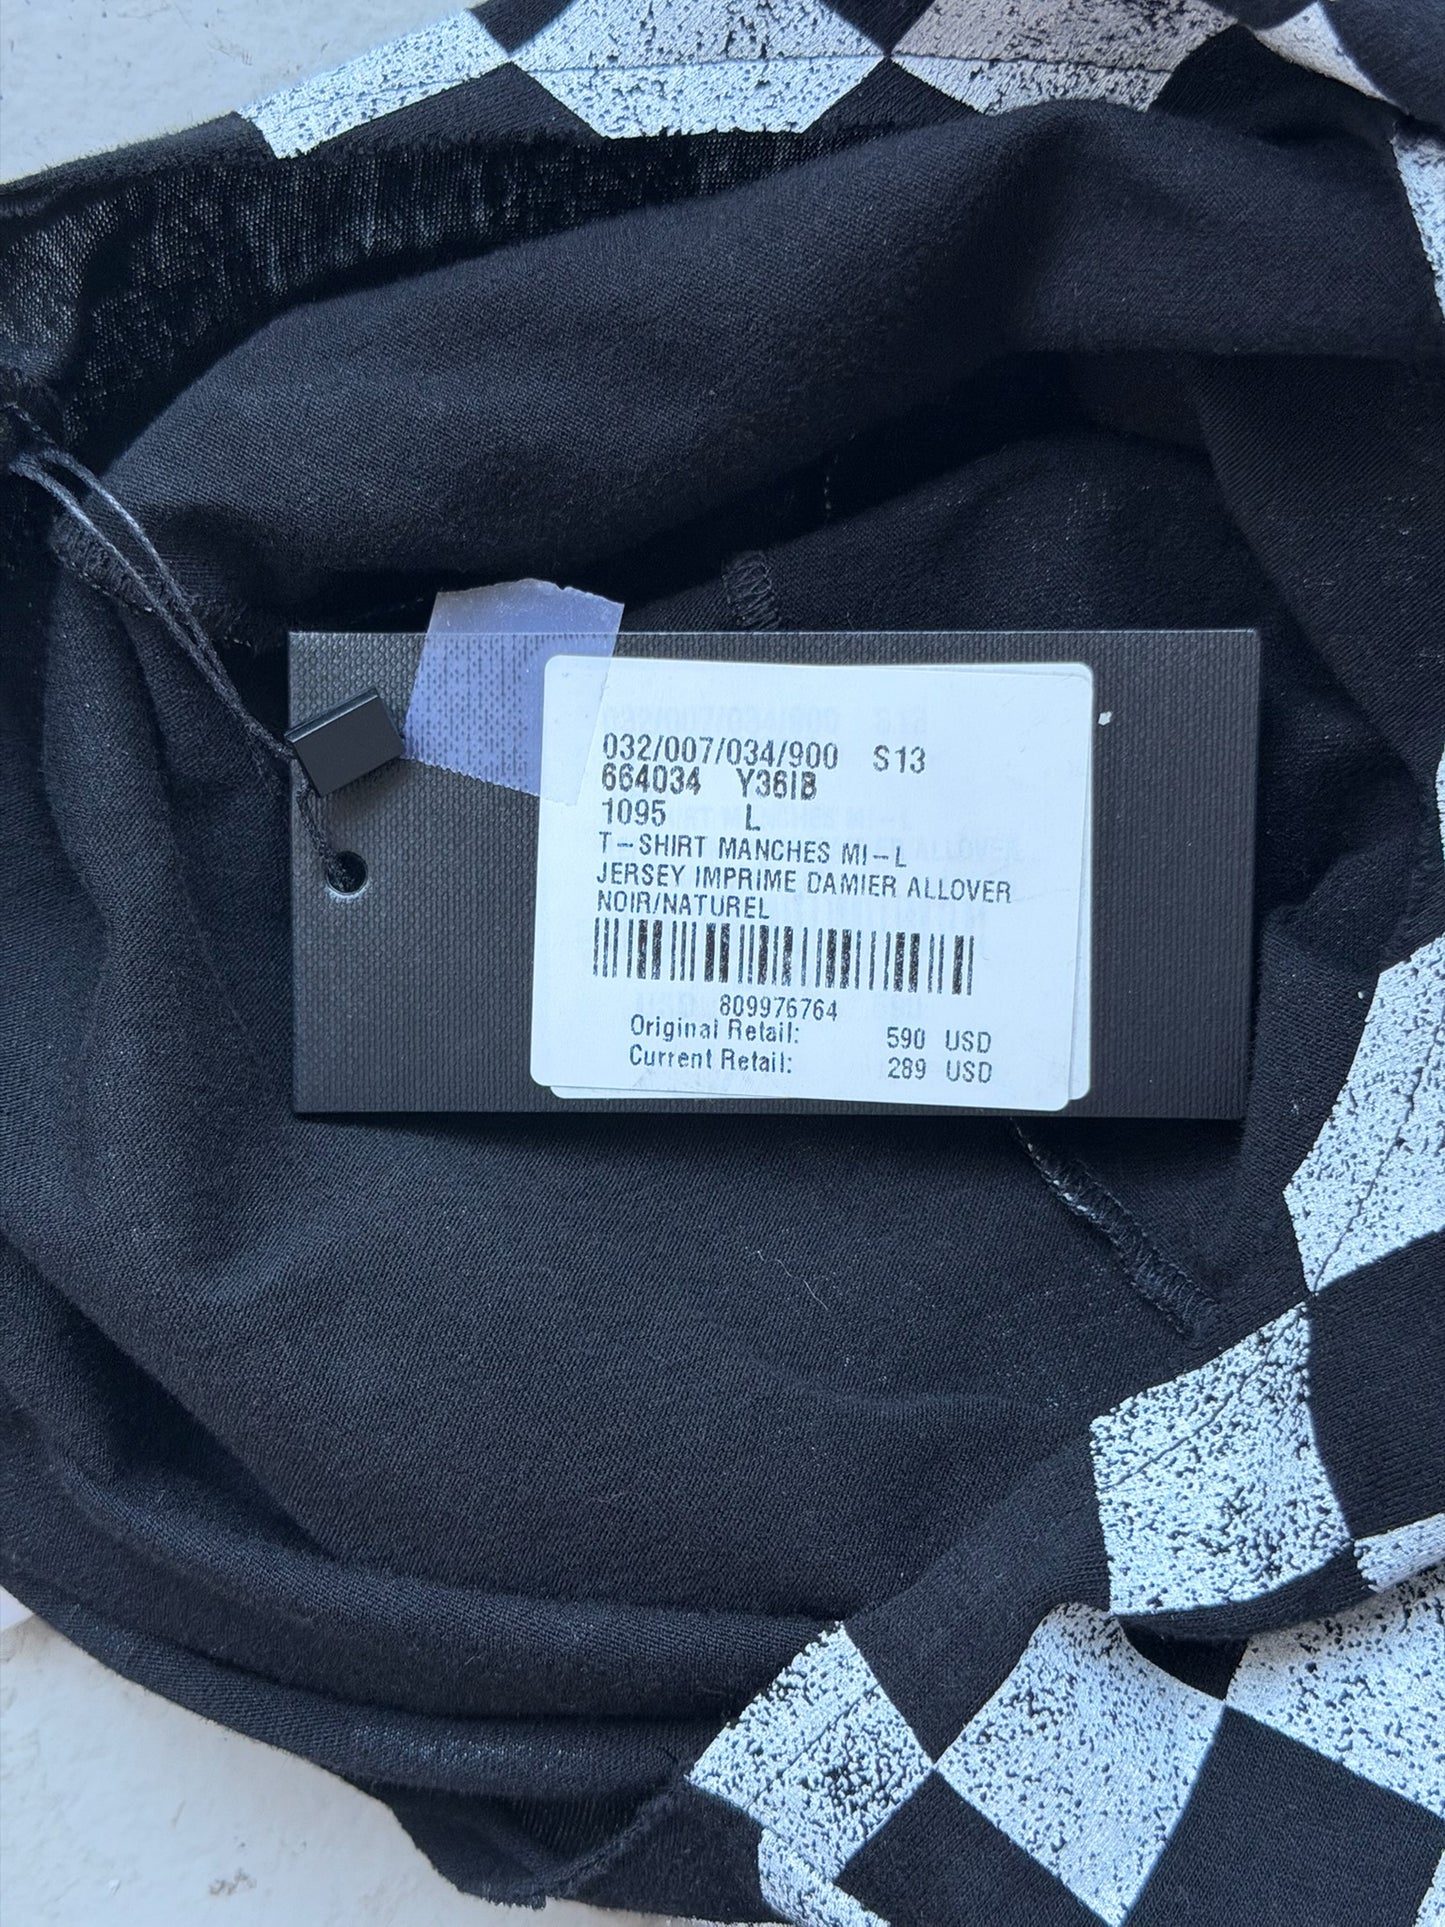 032/007/034/900 S13
664034 Y36IB
1095 L
T-SHIRT MANCHES MI-L
JERSEY IMPRIME DAMIER ALLOVER
NOIR/NATUREL
809976764
Original Retail: 590 USD
Current Retail: 289 USD